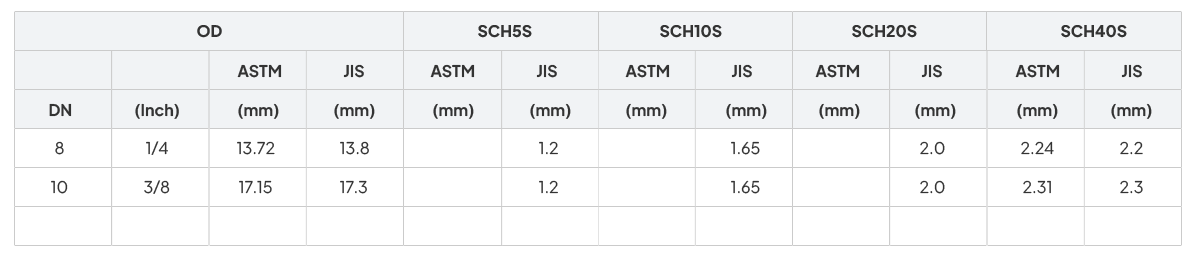 OD SCH5S SCH10S SCH20S SCH40S
ASTM JIS ASTM JIS ASTM JIS ASTM JIS ASTM JIS
DN (Inch) (mm) (mm) (mm) (mm) (mm) (mm) (mm) (mm) (mm) (mm)
8 1/4 13.72 13.8 1.2 1.65 2.0 2.24 2.2
10 3/8 17.15 17.3 1.2 1.65 2.0 2.31 2.3